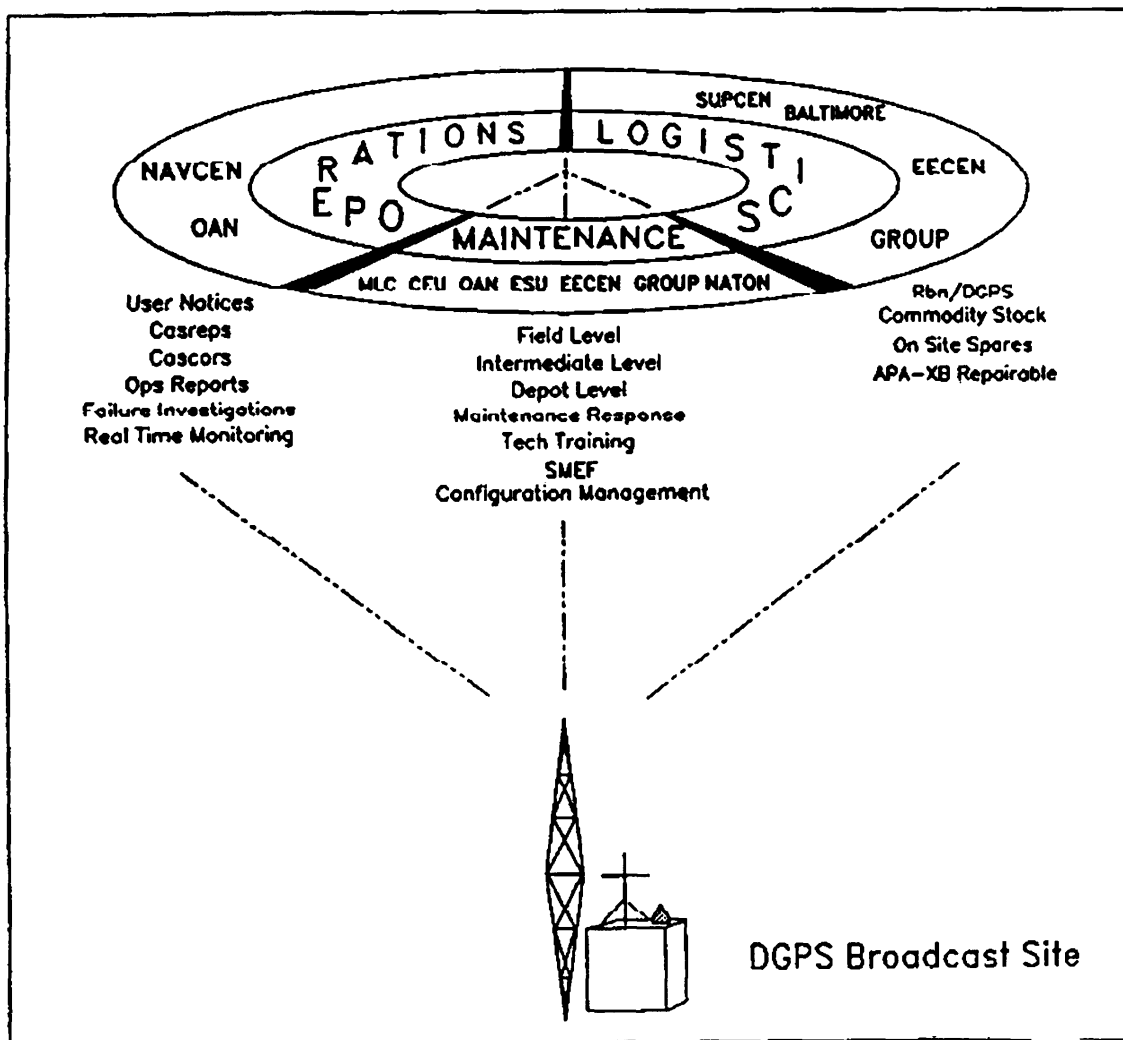 OPERATIONS
LOGISTICS
MAINTENANCE
NAVCEN
OAN
SUPCEN BALTIMORE
EECEN
GROUP
MLC CEU OAN ESU EECEN GROUP NATON
User Notices
Casreps
Cascors
Ops Reports
Failure Investigations
Real Time Monitoring
Field Level
Intermediate Level
Depot Level
Maintenance Response
Tech Training
SMEF
Configuration Management
Rbn/DGPS
Commodity Stock
On Site Spares
APA-XB Repairable
DGPS Broadcast Site